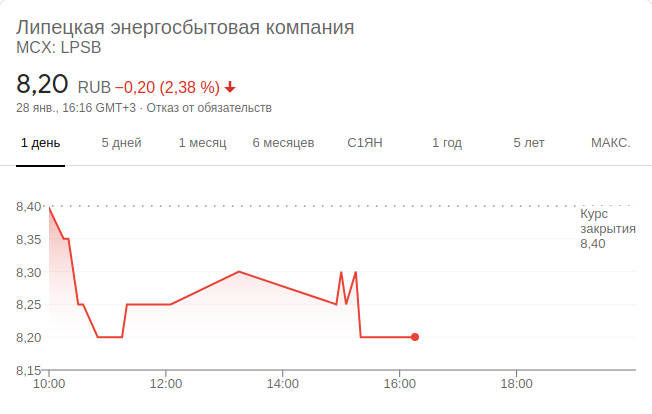 Липецкая энергосбытовая компания
MCX: LPSB
8,20 RUB −0,20 (2,38 %)
28 янв., 16:16 GMT+3 · Отказ от обязательств
1 день 5 дней 1 месяц 6 месяцев С1ЯН 1 год 5 лет МАКС.
8,40
Курс
закрытия
8,40
8,35
8,30
8,25
8,20
8,15
10:00 12:00 14:00 16:00 18:00